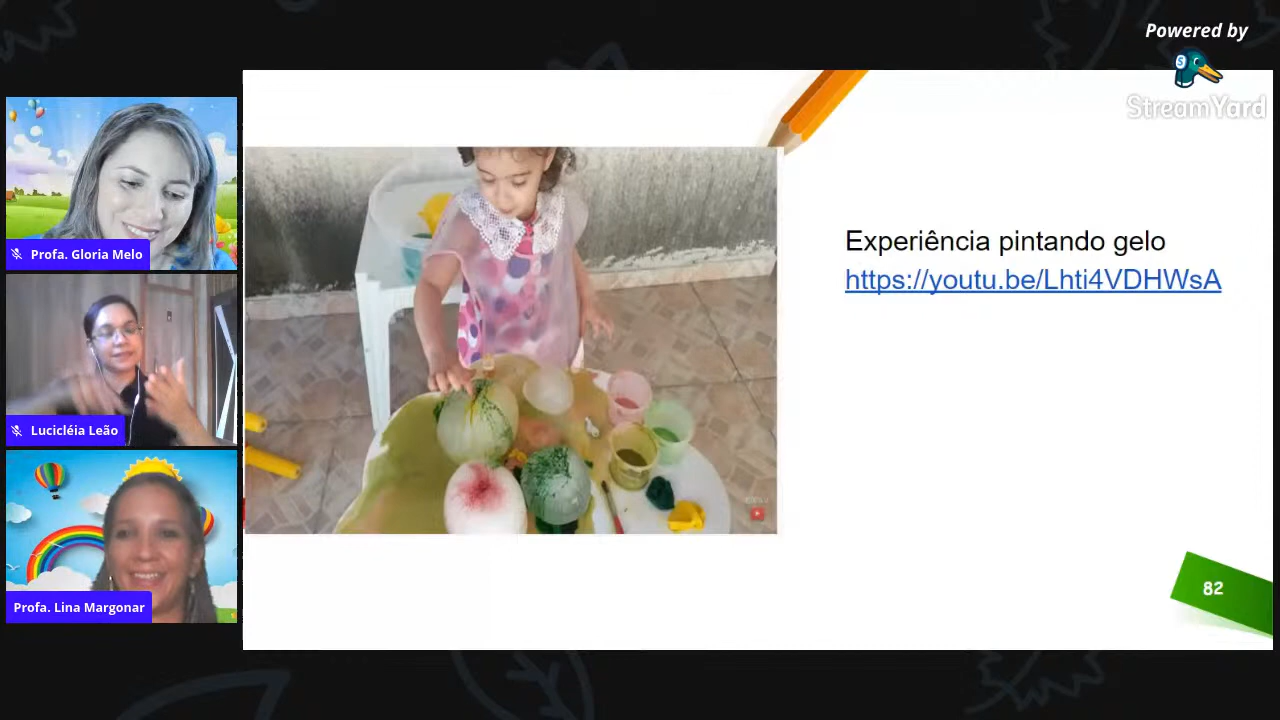 Powered by
StreamYard
Profa. Gloria Melo
Lucicléia Leão
Profa. Lina Margonar
Experiência pintando gelo
https://youtu.be/Lhti4VDHWsA
82